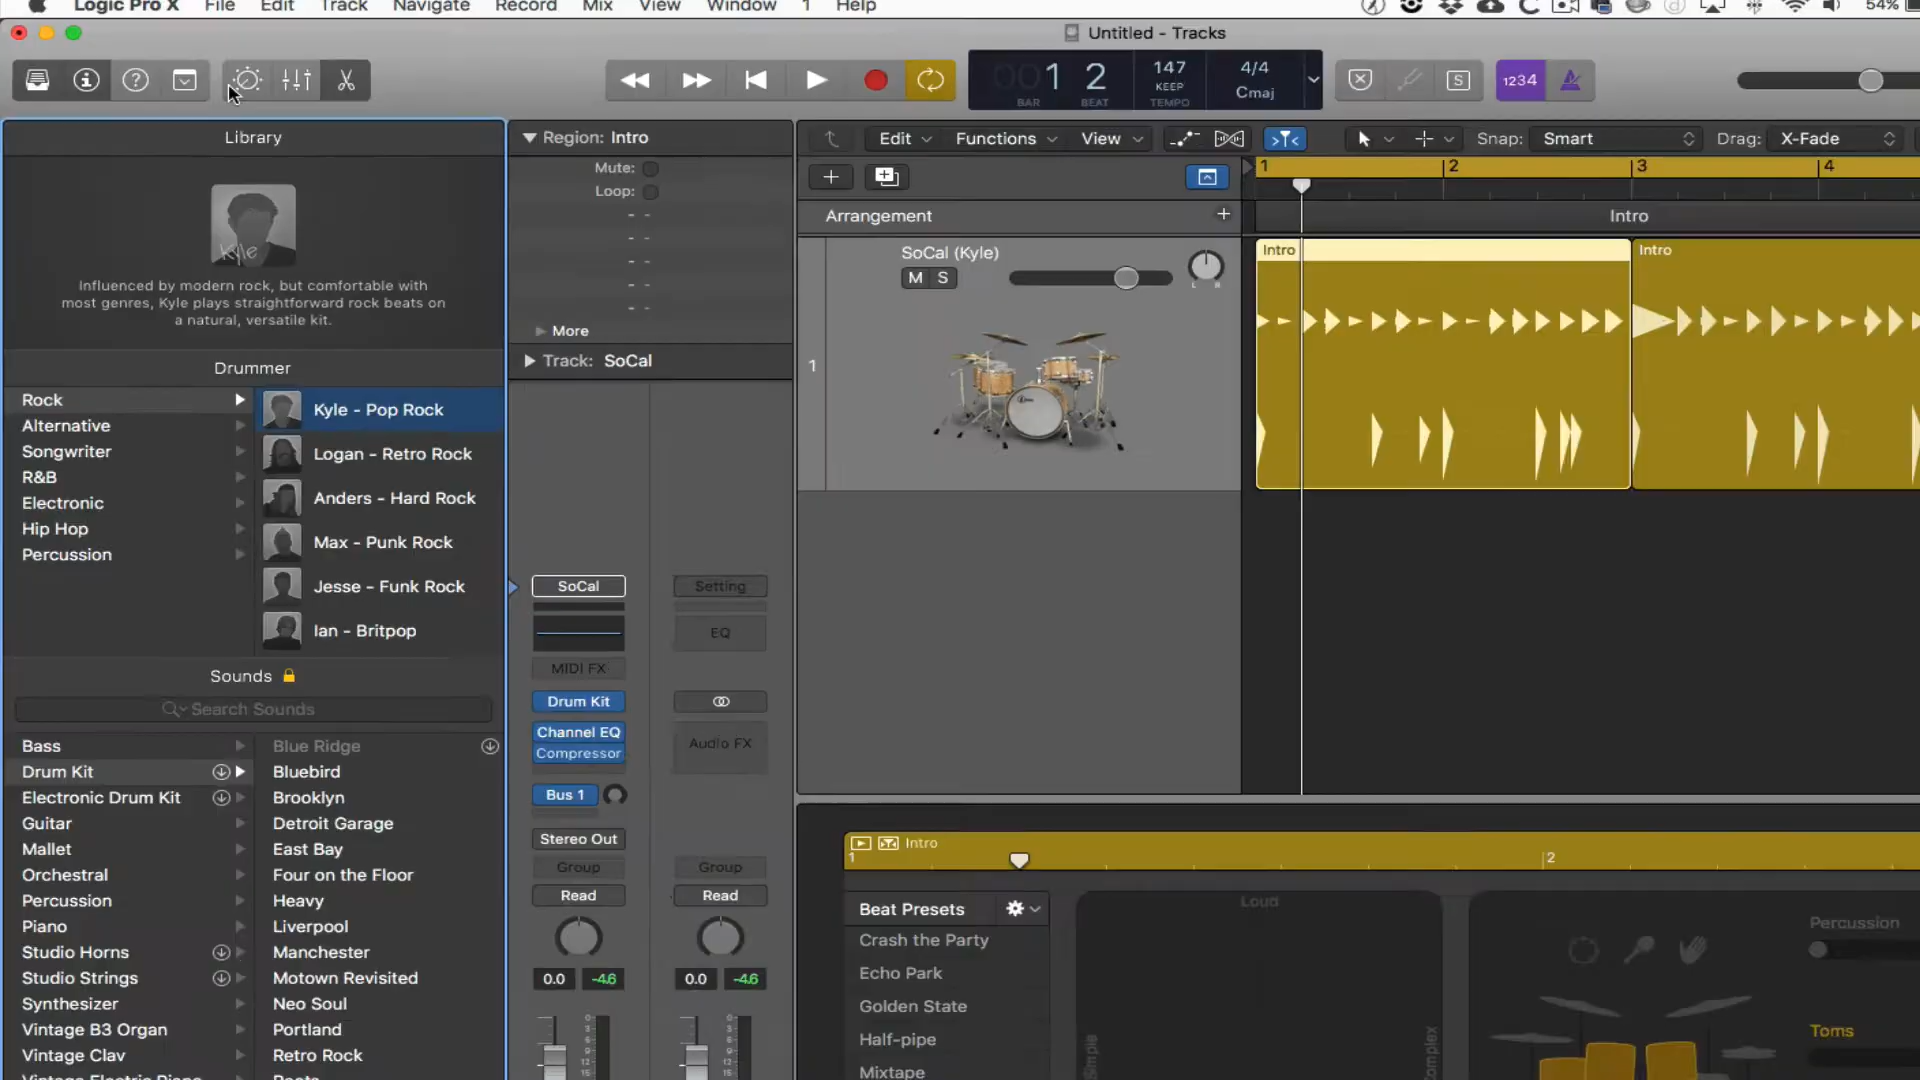 Logic Pro X File Edit Track Navigate Record Mix View Window 1 Help 54%
Untitled - Tracks
1 2 147 4/4
KEEP Cmaj
BAR BEAT TEMPO
S 1234
Library
Kyle
Influenced by modern rock, but comfortable with
most genres, Kyle plays straightforward rock beats on
a natural, versatile kit.
Drummer
Rock
Alternative
Songwriter
R&B
Electronic
Hip Hop
Percussion
Kyle - Pop Rock
Logan - Retro Rock
Anders - Hard Rock
Max - Punk Rock
Jesse - Funk Rock
Ian - Britpop
Sounds
Search Sounds
Bass
Drum Kit
Electronic Drum Kit
Guitar
Mallet
Orchestral
Percussion
Piano
Studio Horns
Studio Strings
Synthesizer
Vintage B3 Organ
Vintage Clav
Vintage Electric Piano
Blue Ridge
Bluebird
Brooklyn
Detroit Garage
East Bay
Four on the Floor
Heavy
Liverpool
Manchester
Motown Revisited
Neo Soul
Portland
Retro Rock
Roots
Region: Intro
Mute:
Loop:
More
Track: SoCal
SoCal Setting
EQ
MIDI FX
Drum Kit
Channel EQ
Compressor
Audio FX
Bus 1
Stereo Out
Group Group
Read Read
0.0 -4.6 0.0 -4.6
Edit Functions View Snap: Smart Drag: X-Fade
1 2 3 4
Arrangement +
Intro
1
SoCal (Kyle)
M S
L R
Intro Intro
Intro
1 2
Beat Presets
Crash the Party
Echo Park
Golden State
Half-pipe
Mixtape
Loud
Simple
Complex
Percussion
Toms